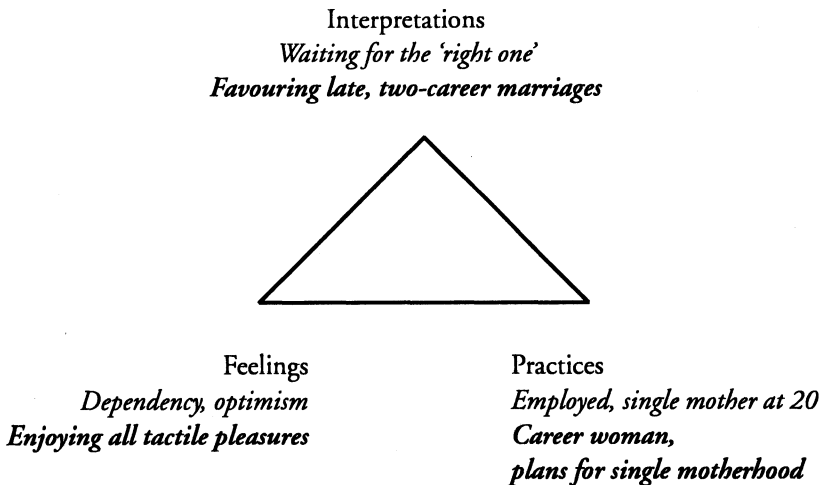 Interpretations
Waiting for the ‘right one’
Favouring late, two-career marriages
Feelings
Dependency, optimism
Enjoying all tactile pleasures
Practices
Employed, single mother at 20
Career woman,
plans for single motherhood